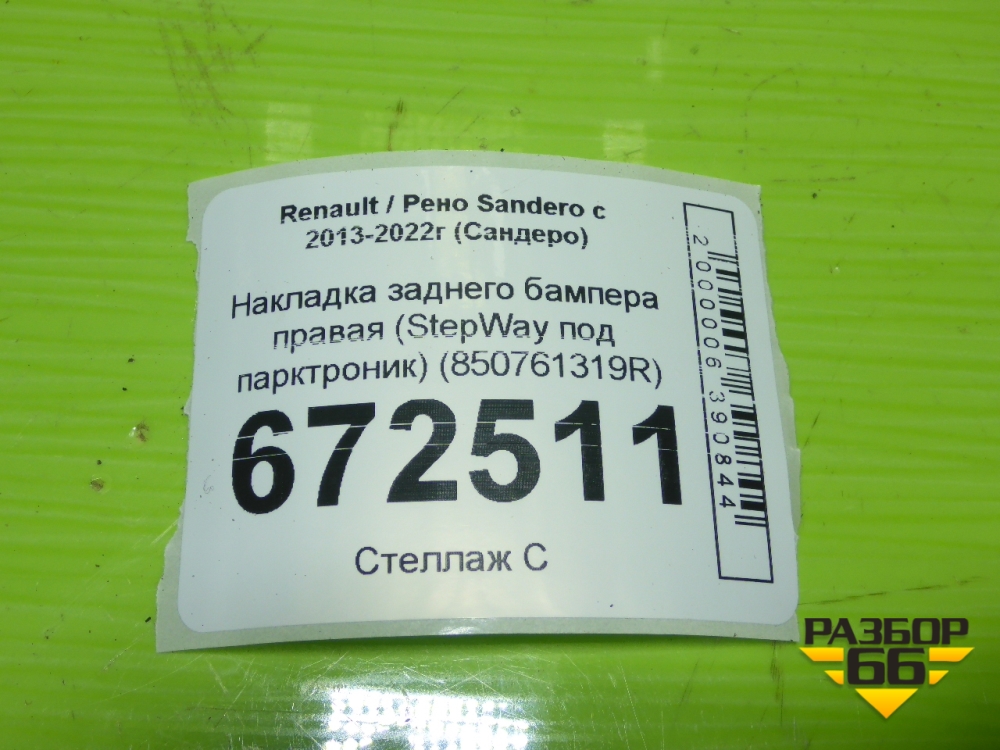 Renault / Рено Sandero с
2013-2022г (Сандеро)
Накладка заднего бампера
правая (StepWay под
парктроник) (850761319R)
672511
Стеллаж С
2000006390844
РАЗБОР
66